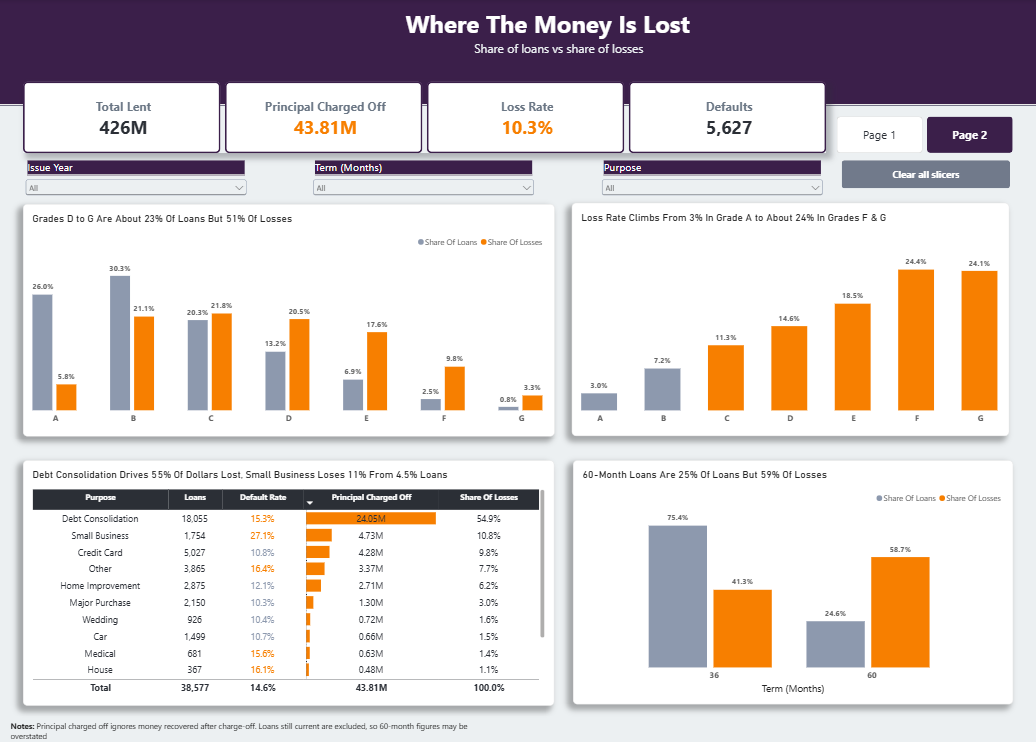 Where The Money Is Lost
Share of loans vs share of losses
Total Lent
426M
Principal Charged Off
43.81M
Loss Rate
10.3%
Defaults
5,627
Page 1
Page 2
Issue Year
All
Term (Months)
All
Purpose
All
Clear all slicers
Grades D to G Are About 23% Of Loans But 51% Of Losses
Share Of Loans Share Of Losses
26.0%
5.8%
30.3%
21.1%
20.3%
21.8%
13.2%
20.5%
6.9%
17.6%
2.5%
9.8%
0.8%
3.3%
A B C D E F G
Loss Rate Climbs From 3% In Grade A to About 24% In Grades F & G
3.0%
7.2%
11.3%
14.6%
18.5%
24.4%
24.1%
A B C D E F G
Debt Consolidation Drives 55% Of Dollars Lost, Small Business Loses 11% From 4.5% Loans
Purpose Loans Default Rate Principal Charged Off Share Of Losses
Debt Consolidation 18,055 15.3% 24.05M 54.9%
Small Business 1,754 27.1% 4.73M 10.8%
Credit Card 5,027 10.8% 4.28M 9.8%
Other 3,865 16.4% 3.37M 7.7%
Home Improvement 2,875 12.1% 2.71M 6.2%
Major Purchase 2,150 10.3% 1.30M 3.0%
Wedding 926 10.4% 0.72M 1.6%
Car 1,499 10.7% 0.66M 1.5%
Medical 681 15.6% 0.63M 1.4%
House 367 16.1% 0.48M 1.1%
Total 38,577 14.6% 43.81M 100.0%
60-Month Loans Are 25% Of Loans But 59% Of Losses
Share Of Loans Share Of Losses
75.4%
41.3%
24.6%
58.7%
36 60
Term (Months)
Notes: Principal charged off ignores money recovered after charge-off. Loans still current are excluded, so 60-month figures may be
overstated